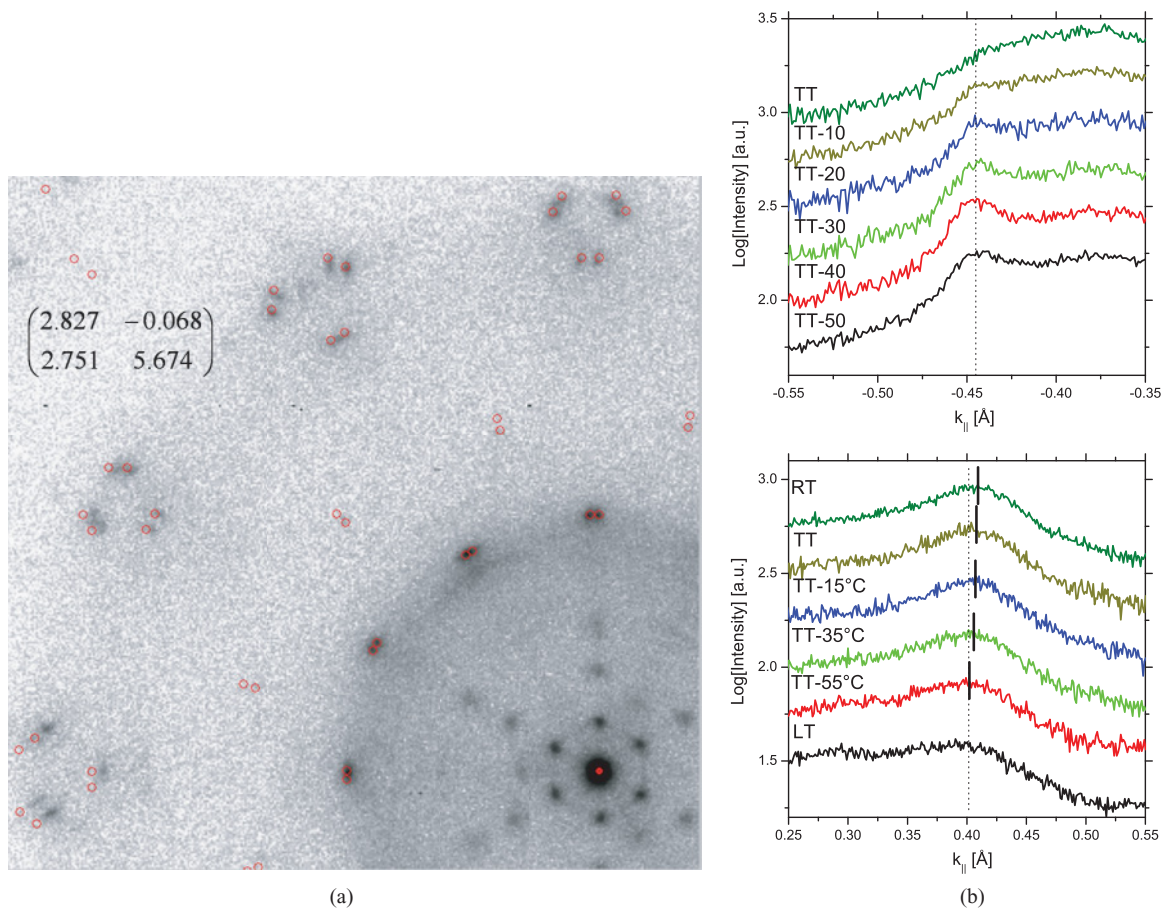 2.827 −0.068
2.751 5.674
(a)
3.5
3.0
2.5
2.0
Log[Intensity] [a.u.]
TT
TT-10
TT-20
TT-30
TT-40
TT-50
-0.55 -0.50 -0.45 -0.40 -0.35
k|| [Å]
3.0
2.5
2.0
1.5
Log[Intensity] [a.u.]
RT
TT
TT-15°C
TT-35°C
TT-55°C
LT
0.25 0.30 0.35 0.40 0.45 0.50 0.55
k|| [Å]
(b)